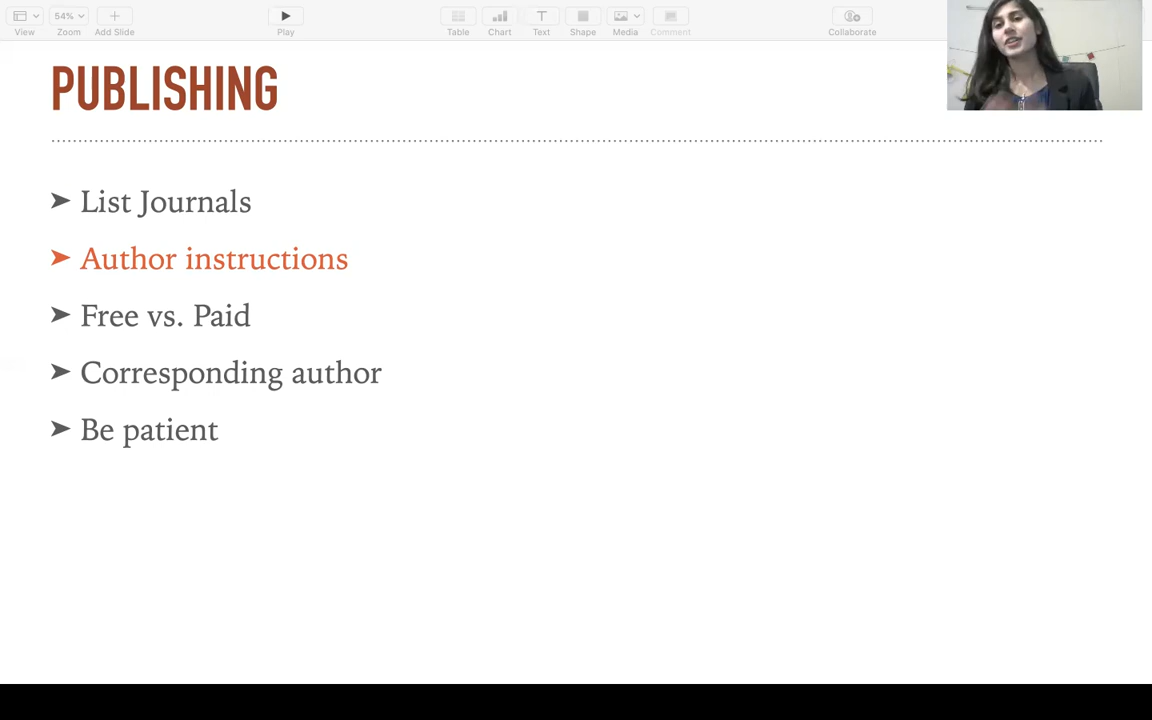 54%
View
Zoom
Add Slide
Play
Table
Chart
Text
Shape
Media
Comment
Collaborate
PUBLISHING
➤ List Journals
➤ Author instructions
➤ Free vs. Paid
➤ Corresponding author
➤ Be patient